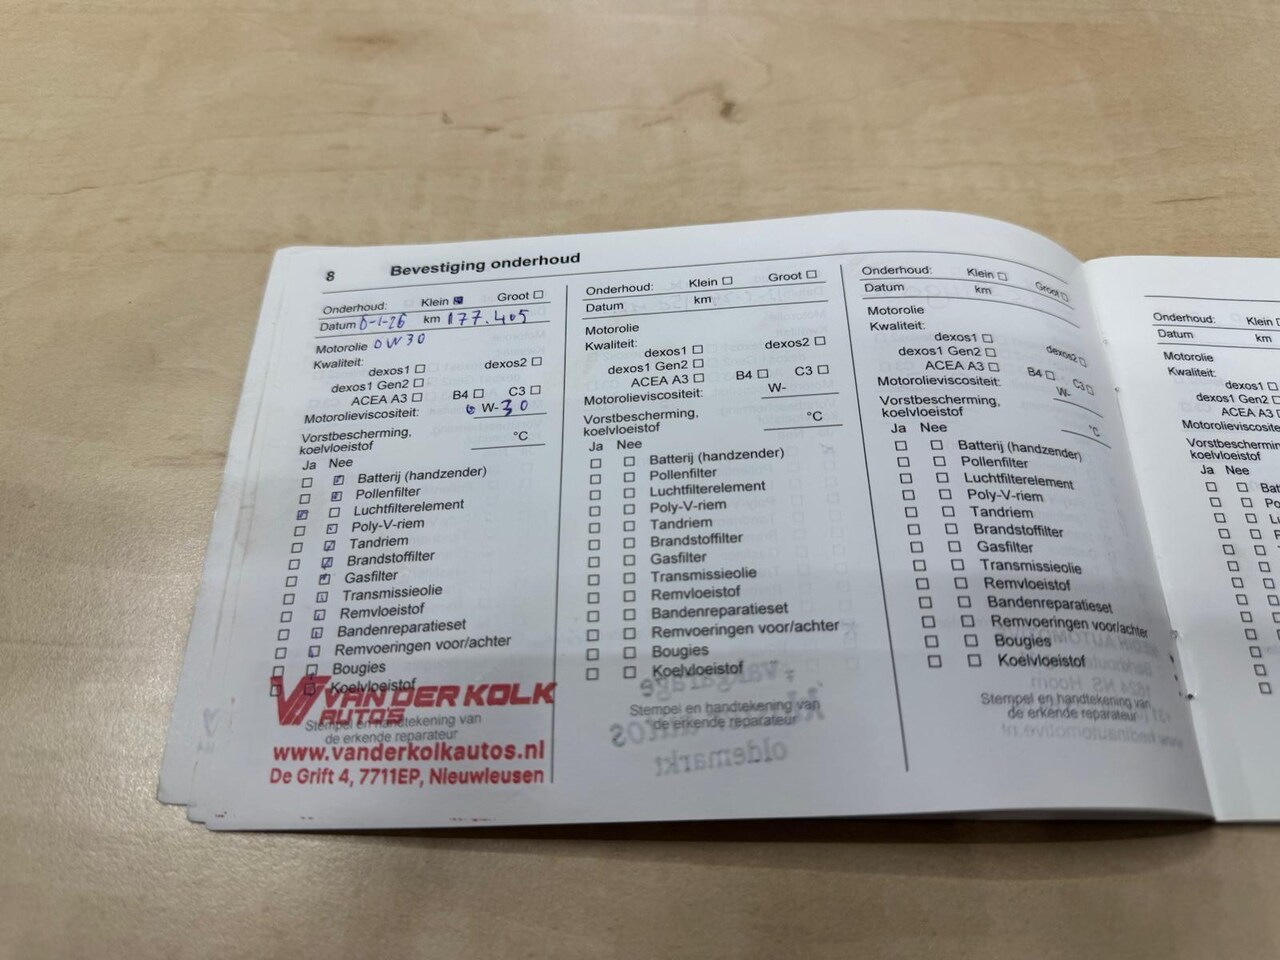 8 Bevestiging onderhoud
Onderhoud: Klein Groot
Datum 6-1-26 km 177.405
Motorolie 0W30
Kwaliteit:
dexos1 dexos2
dexos1 Gen2
ACEA A3 B4 C3
Motorolieviscositeit: 0 W-30
Vorstbescherming,
koelvloeistof °C
Ja Nee
Batterij (handzender)
Pollenfilter
Luchtfilterelement
Poly-V-riem
Tandriem
Brandstoffilter
Gasfilter
Transmissieolie
Remvloeistof
Bandenreparatieset
Remvoeringen voor/achter
Bougies
Koelvloeistof
VAN DER KOLK
AUTOS
Stempel en handtekening van
de erkende reparateur
www.vanderkolkautos.nl
De Grift 4, 7711EP, Nieuwleusen
Onderhoud: Klein Groot
Datum km
Motorolie
Kwaliteit:
dexos1 dexos2
dexos1 Gen2
ACEA A3 B4 C3
Motorolieviscositeit: W-
Vorstbescherming,
koelvloeistof °C
Ja Nee
Batterij (handzender)
Pollenfilter
Luchtfilterelement
Poly-V-riem
Tandriem
Brandstoffilter
Gasfilter
Transmissieolie
Remvloeistof
Bandenreparatieset
Remvoeringen voor/achter
Bougies
Koelvloeistof
Stempel en handtekening van
de erkende reparateur
Onderhoud: Klein Groot
Datum km
Motorolie
Kwaliteit:
dexos1 dexos2
dexos1 Gen2
ACEA A3 B4 C3
Motorolieviscositeit: W-
Vorstbescherming,
koelvloeistof °C
Ja Nee
Batterij (handzender)
Pollenfilter
Luchtfilterelement
Poly-V-riem
Tandriem
Brandstoffilter
Gasfilter
Transmissieolie
Remvloeistof
Bandenreparatieset
Remvoeringen voor/achter
Bougies
Koelvloeistof
Stempel en handtekening van
de erkende reparateur
Onderhoud: Klein
Datum km
Motorolie
Kwaliteit:
dexos1
dexos1 Gen2
ACEA A3
Motorolieviscosite
Vorstbeschermin
koelvloeistof
Ja Nee
Bat
Po
L